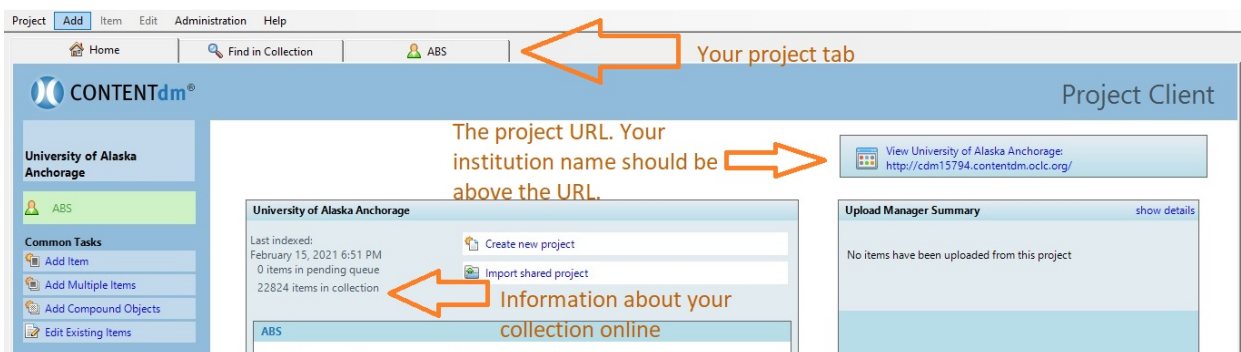 Project Add Item Edit Administration Help
Home Find in Collection ABS
Your project tab
CONTENTdm®
Project Client
University of Alaska
Anchorage
ABS
Common Tasks
Add Item
Add Multiple Items
Add Compound Objects
Edit Existing Items
The project URL. Your
institution name should be
above the URL.
View University of Alaska Anchorage:
http://cdm15794.contentdm.oclc.org/
University of Alaska Anchorage
Last indexed:
February 15, 2021 6:51 PM
0 items in pending queue
22824 items in collection
Create new project
Import shared project
Information about your
collection online
ABS
Upload Manager Summary show details
No items have been uploaded from this project